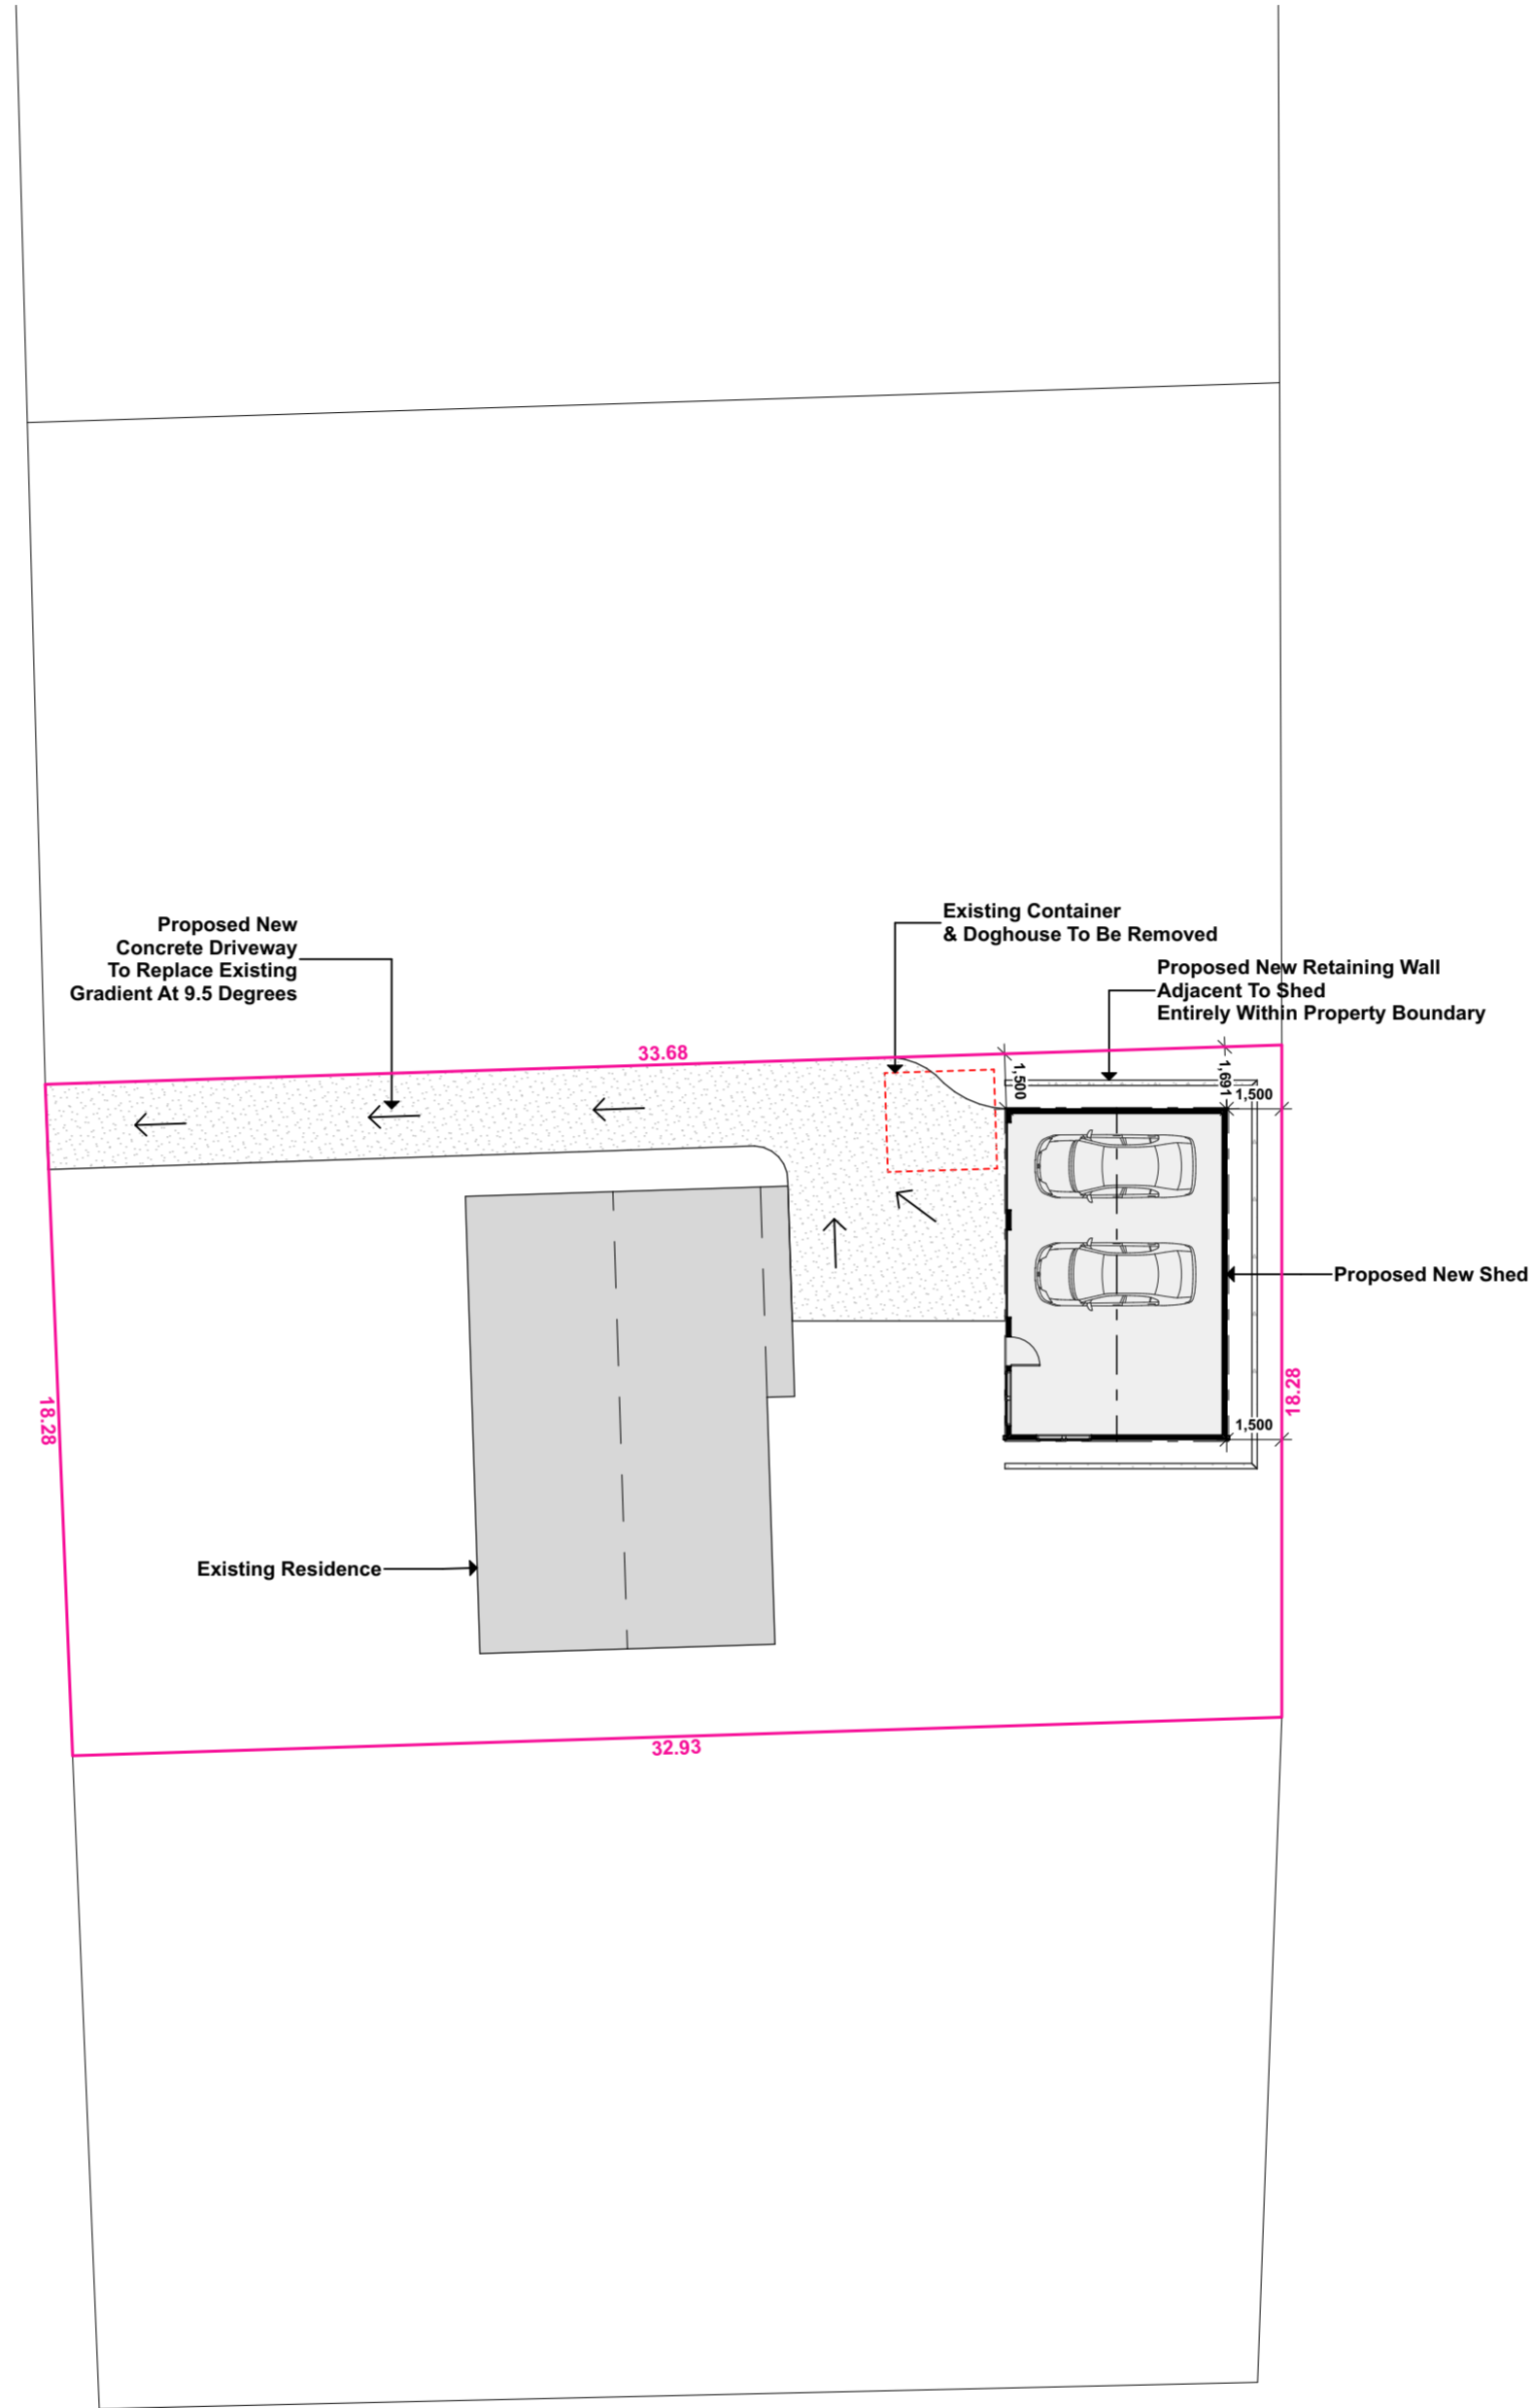 Proposed New
Concrete Driveway
To Replace Existing
Gradient At 9.5 Degrees
Existing Container
& Doghouse To Be Removed
Proposed New Retaining Wall
Adjacent To Shed
Entirely Within Property Boundary
33.68
1,500
1,691
1,500
Proposed New Shed
18.28
18.28
1,500
Existing Residence
32.93